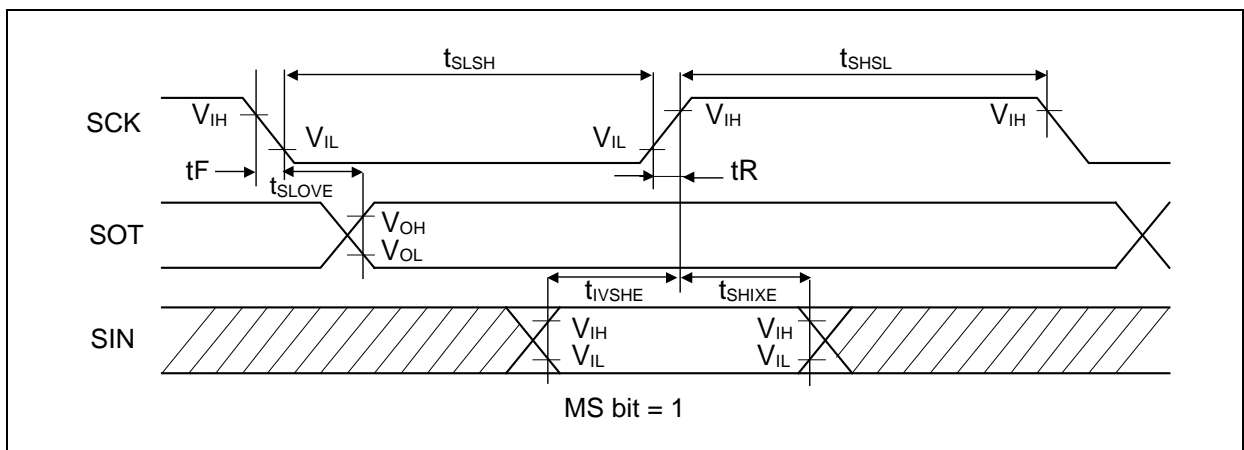 tSLSH
tSHSL
SCK
VIH
VIL
VIL
VIH
VIH
tF
tSLOVE
tR
SOT
VOH
VOL
tIVSHE
tSHIXE
SIN
VIH
VIH
VIL
VIL
MS bit = 1